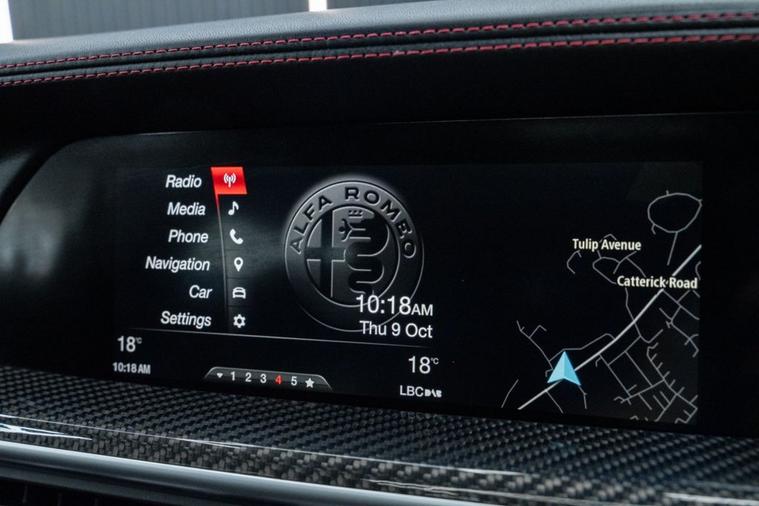 Radio
Media
Phone
Navigation
Car
Settings
ALFA ROMEO
10:18AM
Thu 9 Oct
18°C
10:18AM
1 2 3 4 5
18°C
LBC DAB
Tulip Avenue
Catterick Road